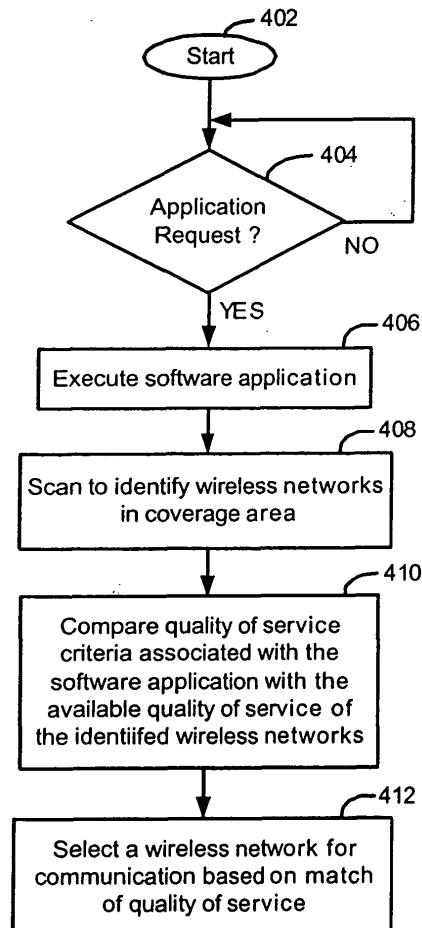 402
Start
404
Application
Request ?
NO
YES
406
Execute software application
408
Scan to identify wireless networks
in coverage area
410
Compare quality of service
criteria associated with the
software application with the
available quality of service of
the identiifed wireless networks
412
Select a wireless network for
communication based on match
of quality of service